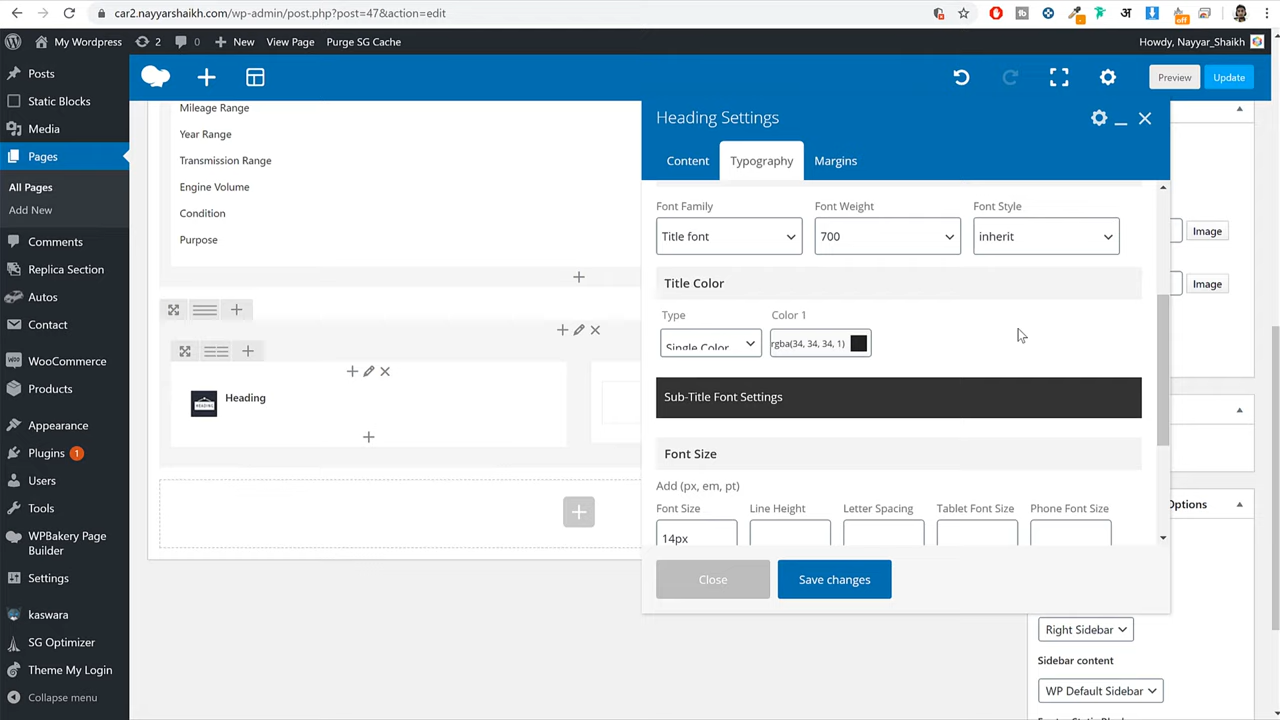 car2.nayyarshaikh.com/wp-admin/post.php?post=47&action=edit
My Wordpress
2
0
New
View Page
Purge SG Cache
Howdy, Nayyar_Shaikh
Posts
Static Blocks
Media
Pages
All Pages
Add New
Comments
Replica Section
Autos
Contact
WooCommerce
Products
Appearance
Plugins 1
Users
Tools
WPBakery Page
Builder
Settings
kaswara
SG Optimizer
Theme My Login
Collapse menu
Preview
Update
Mileage Range
Year Range
Transmission Range
Engine Volume
Condition
Purpose
HEADING
Heading
Heading Settings
Content
Typography
Margins
Font Family
Font Weight
Font Style
Title font
700
inherit
Title Color
Type
Color 1
Single Color
rgba(34, 34, 34, 1)
Sub-Title Font Settings
Font Size
Add (px, em, pt)
Font Size
Line Height
Letter Spacing
Tablet Font Size
Phone Font Size
14px
Close
Save changes
Image
Image
Options
Right Sidebar
Sidebar content
WP Default Sidebar
off
अ